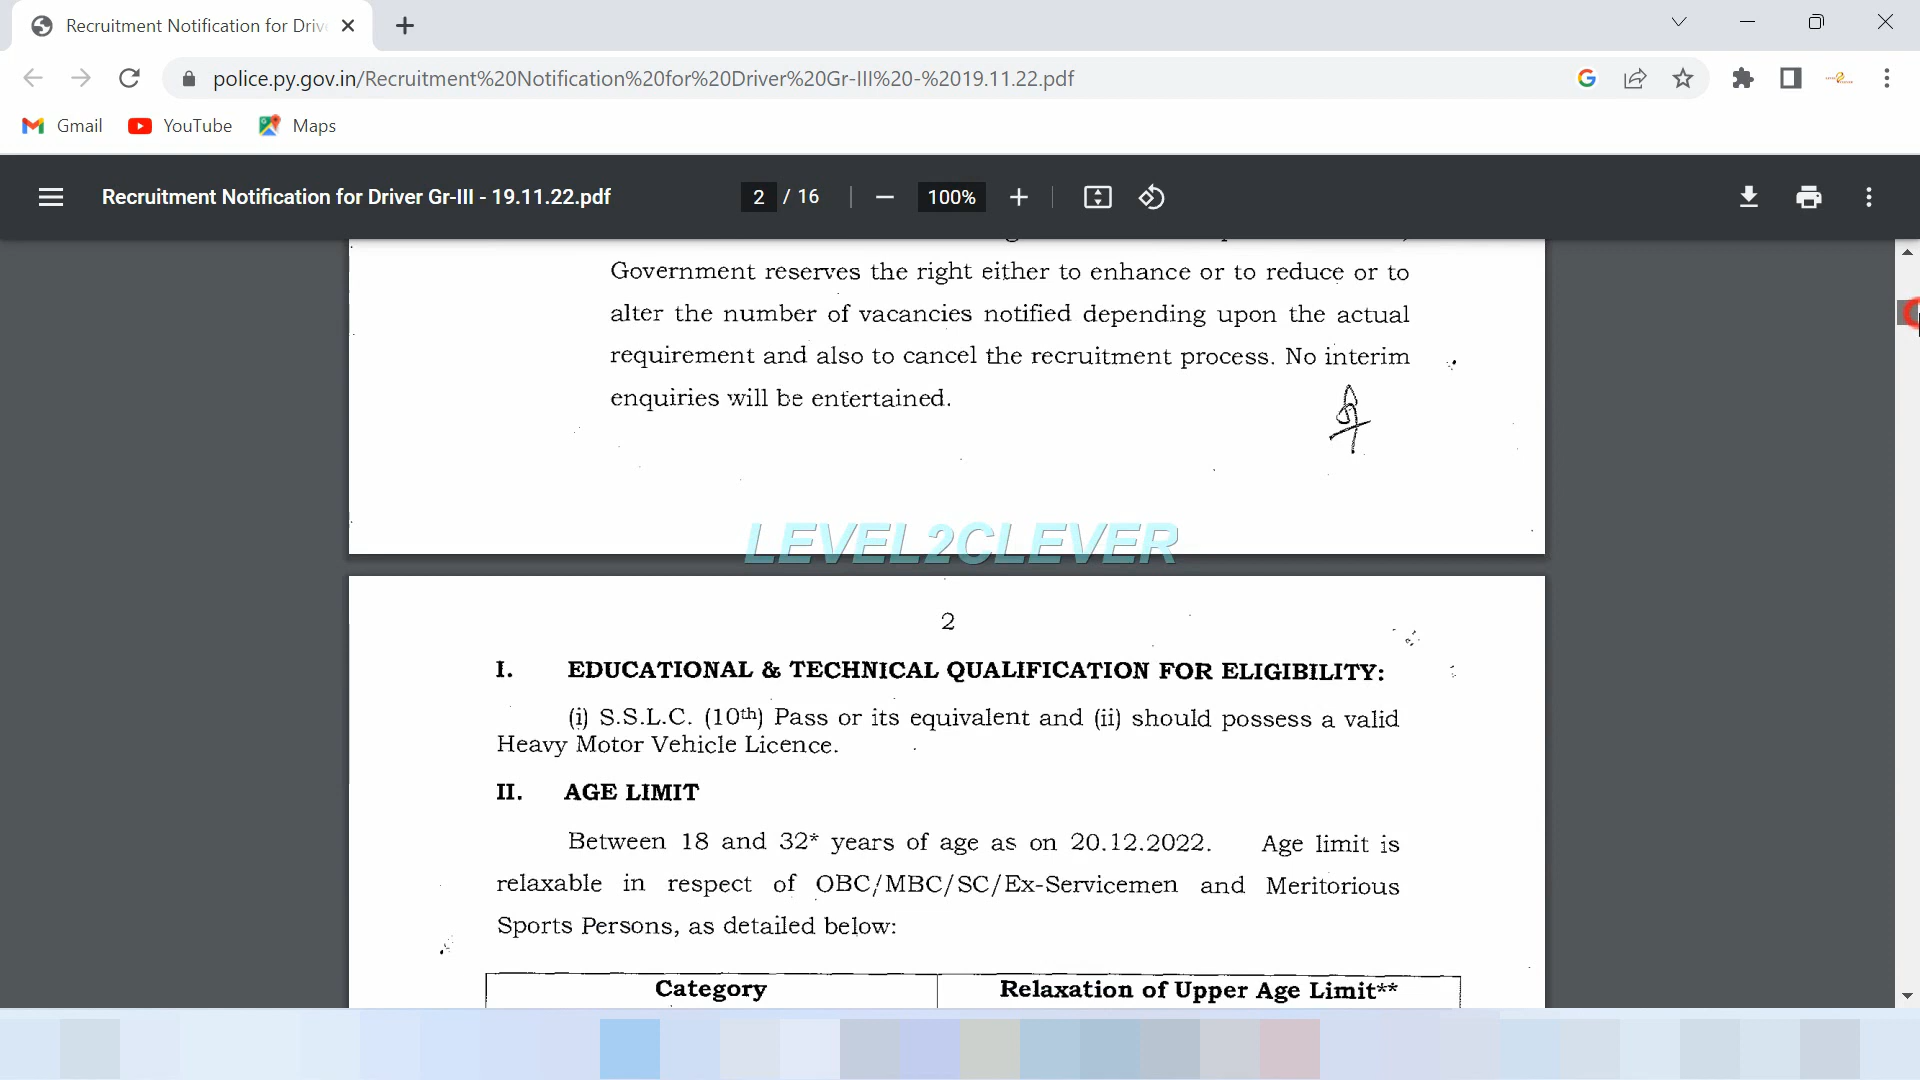 Recruitment Notification for Driv
police.py.gov.in/Recruitment%20Notification%20for%20Driver%20Gr-III%20-%2019.11.22.pdf
Gmail YouTube Maps
Recruitment Notification for Driver Gr-III - 19.11.22.pdf 2 / 16 100%
Government reserves the right either to enhance or to reduce or to
alter the number of vacancies notified depending upon the actual
requirement and also to cancel the recruitment process. No interim
enquiries will be entertained.
LEVEL2CLEVER
2
I. EDUCATIONAL & TECHNICAL QUALIFICATION FOR ELIGIBILITY:
(i) S.S.L.C. (10th) Pass or its equivalent and (ii) should possess a valid
Heavy Motor Vehicle Licence.
II. AGE LIMIT
Between 18 and 32* years of age as on 20.12.2022. Age limit is
relaxable in respect of OBC/MBC/SC/Ex-Servicemen and Meritorious
Sports Persons, as detailed below:
Category Relaxation of Upper Age Limit**